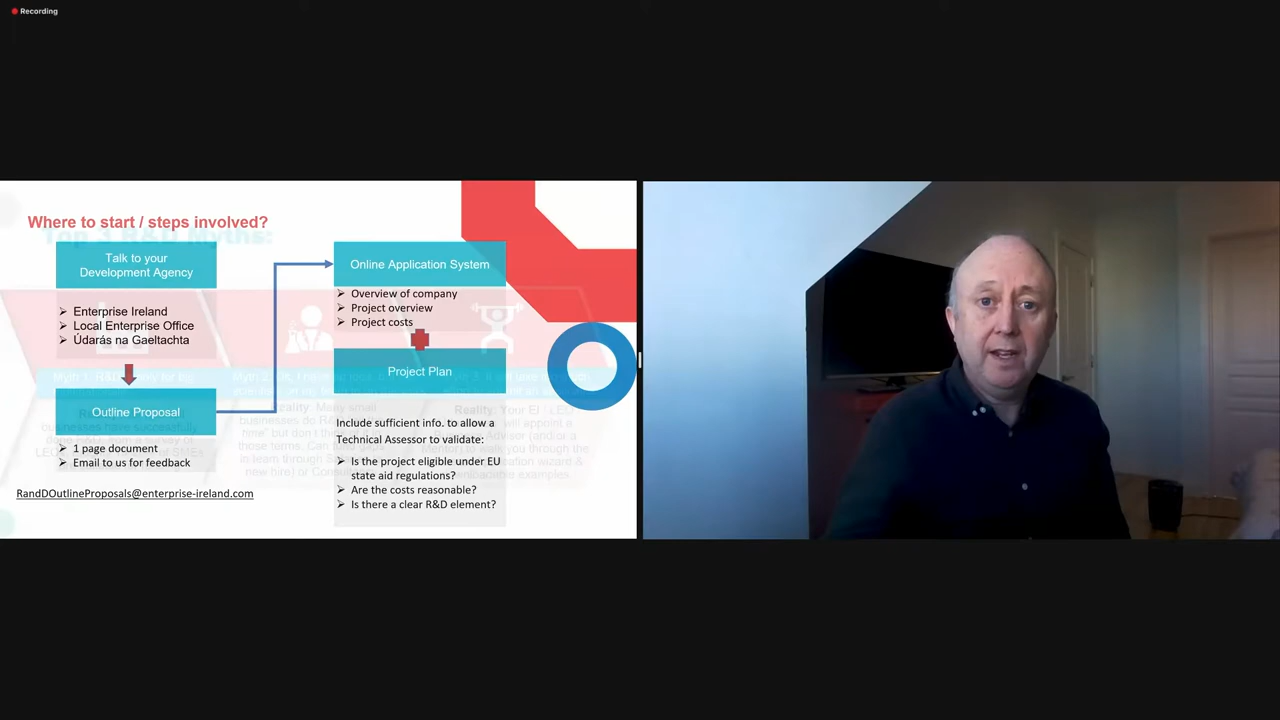 Recording
Where to start / steps involved?
Top 3 R&D Myths:
Talk to your
Development Agency
➢ Enterprise Ireland
➢ Local Enterprise Office
➢ Údarás na Gaeltachta
Outline Proposal
➢ 1 page document
➢ Email to us for feedback
RandDOutlineProposals@enterprise-ireland.com
Online Application System
➢ Overview of company
➢ Project overview
➢ Project costs
Project Plan
Include sufficient info. to allow a
Technical Assessor to validate:
➢ Is the project eligible under EU
state aid regulations?
➢ Are the costs reasonable?
➢ Is there a clear R&D element?